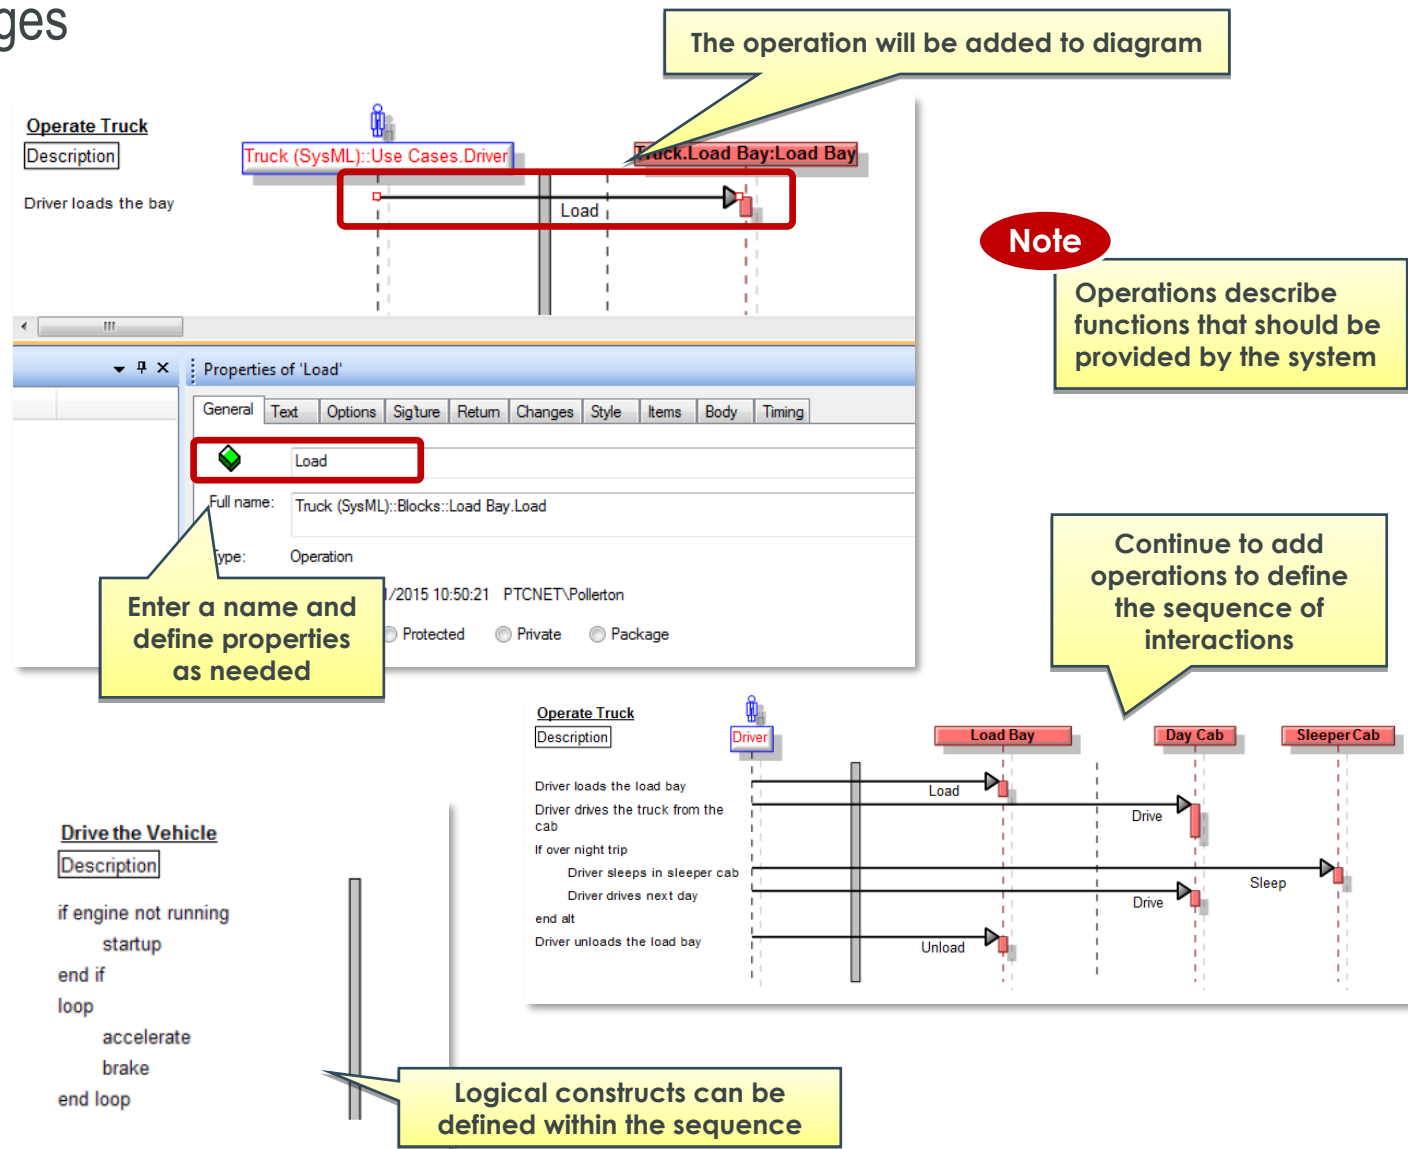 The operation will be added to diagram
Operate Truck
Description
Truck (SysML)::Use Cases.Driver
Truck.Load Bay:Load Bay
Driver loads the bay
Load
Note
Operations describe
functions that should be
provided by the system
Properties of 'Load'
General Text Options Sig'ture Return Changes Style Items Body Timing
Load
Full name:
Truck (SysML)::Blocks::Load Bay.Load
Type:
Operation
/2015 10:50:21 PTCNET\Pollerton
Protected Private Package
Enter a name and
define properties
as needed
Continue to add
operations to define
the sequence of
interactions
Operate Truck
Description
Driver
Load Bay
Day Cab
Sleeper Cab
Driver loads the load bay
Load
Driver drives the truck from the
cab
Drive
If over night trip
Driver sleeps in sleeper cab
Sleep
Driver drives next day
Drive
end alt
Driver unloads the load bay
Unload
Drive the Vehicle
Description
if engine not running
startup
end if
loop
accelerate
brake
end loop
Logical constructs can be
defined within the sequence